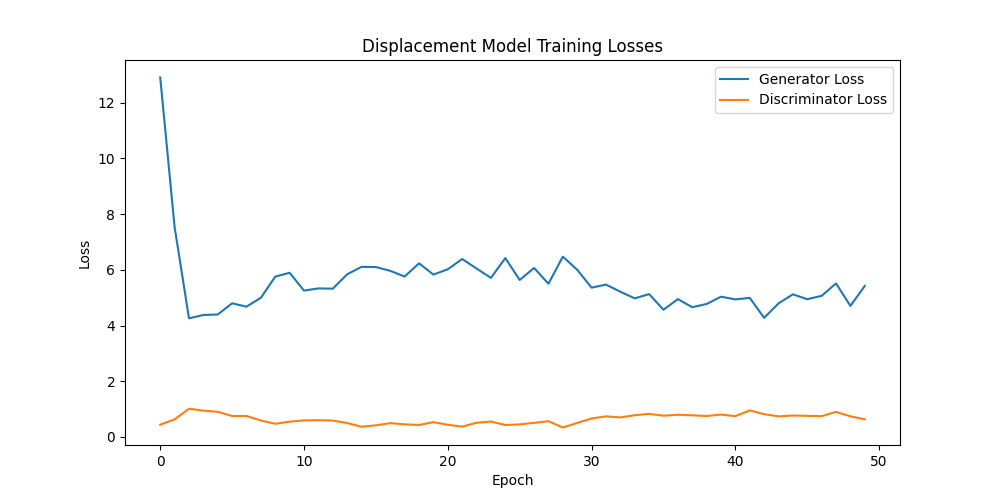 Displacement Model Training Losses
Generator Loss
Discriminator Loss
Loss
12
10
8
6
4
2
0
0 10 20 30 40 50
Epoch